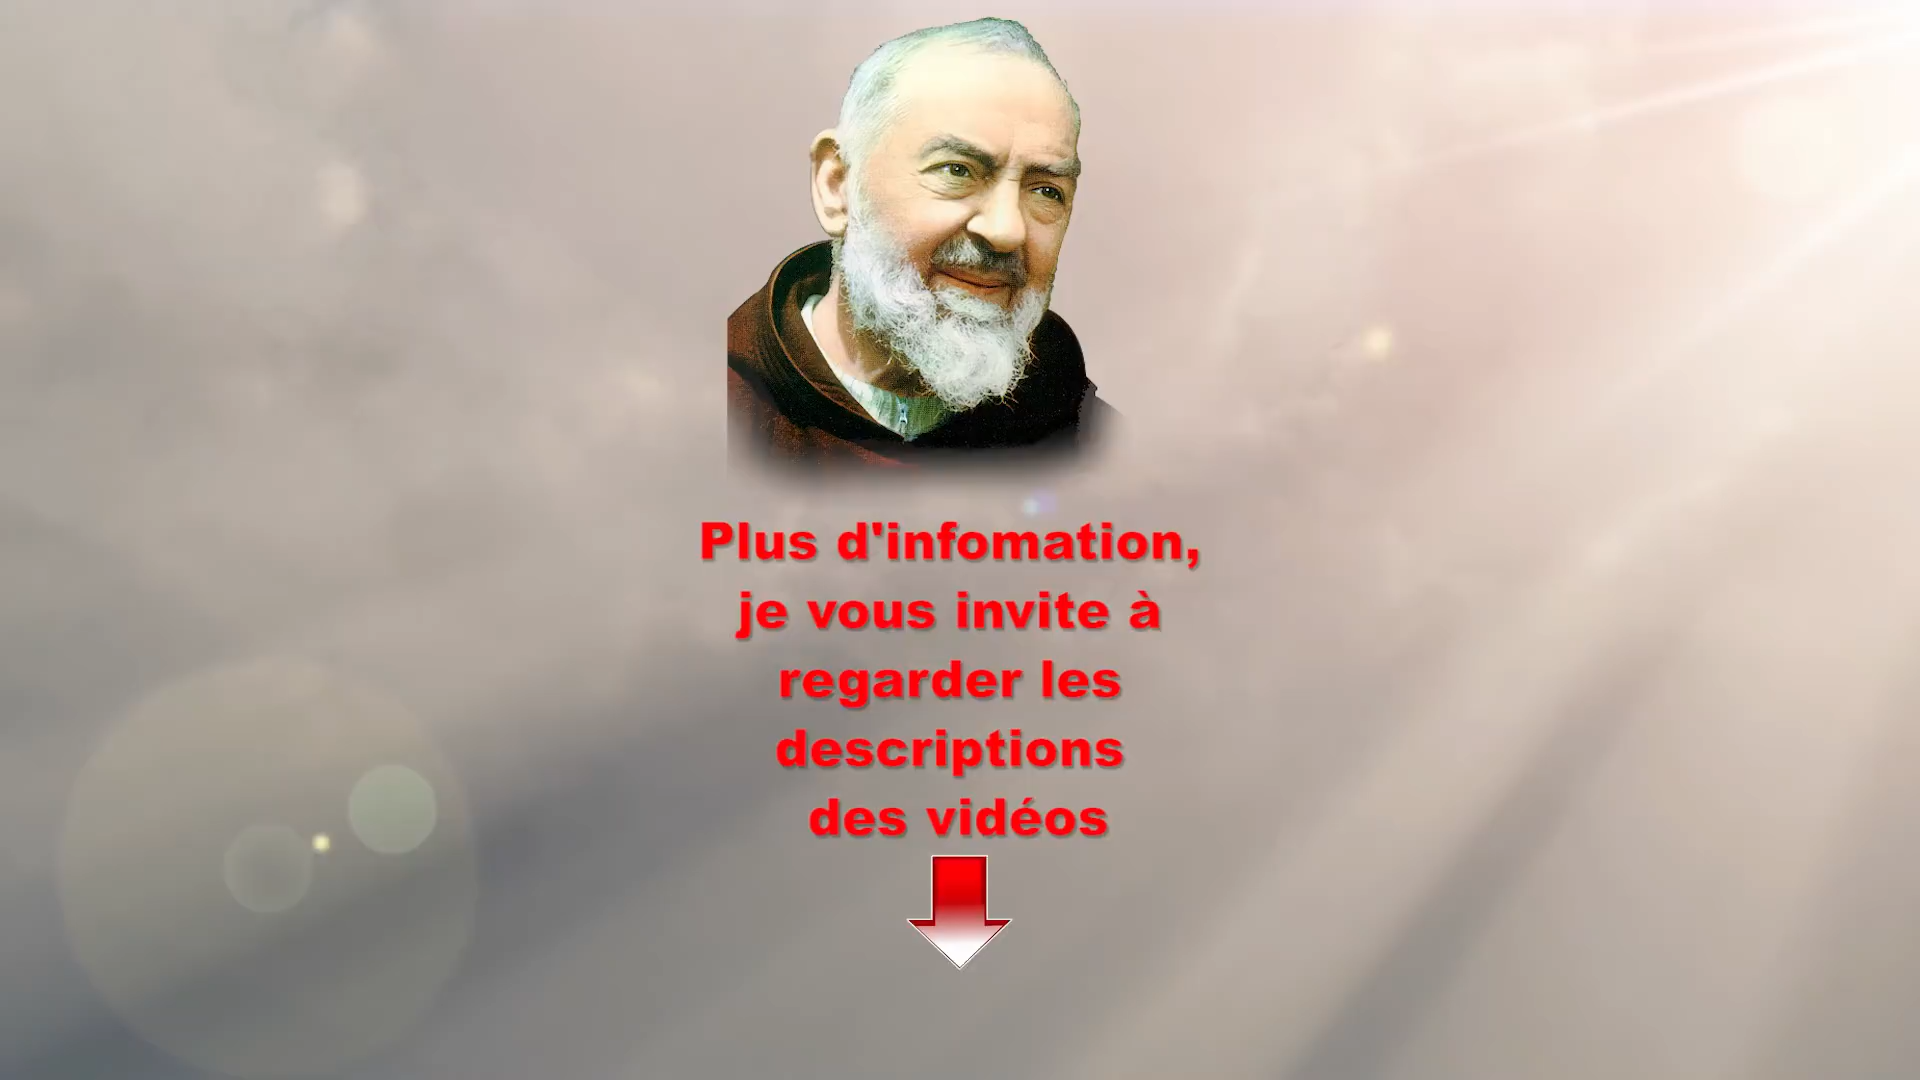 Plus d'infomation,
je vous invite à
regarder les
descriptions
des vidéos